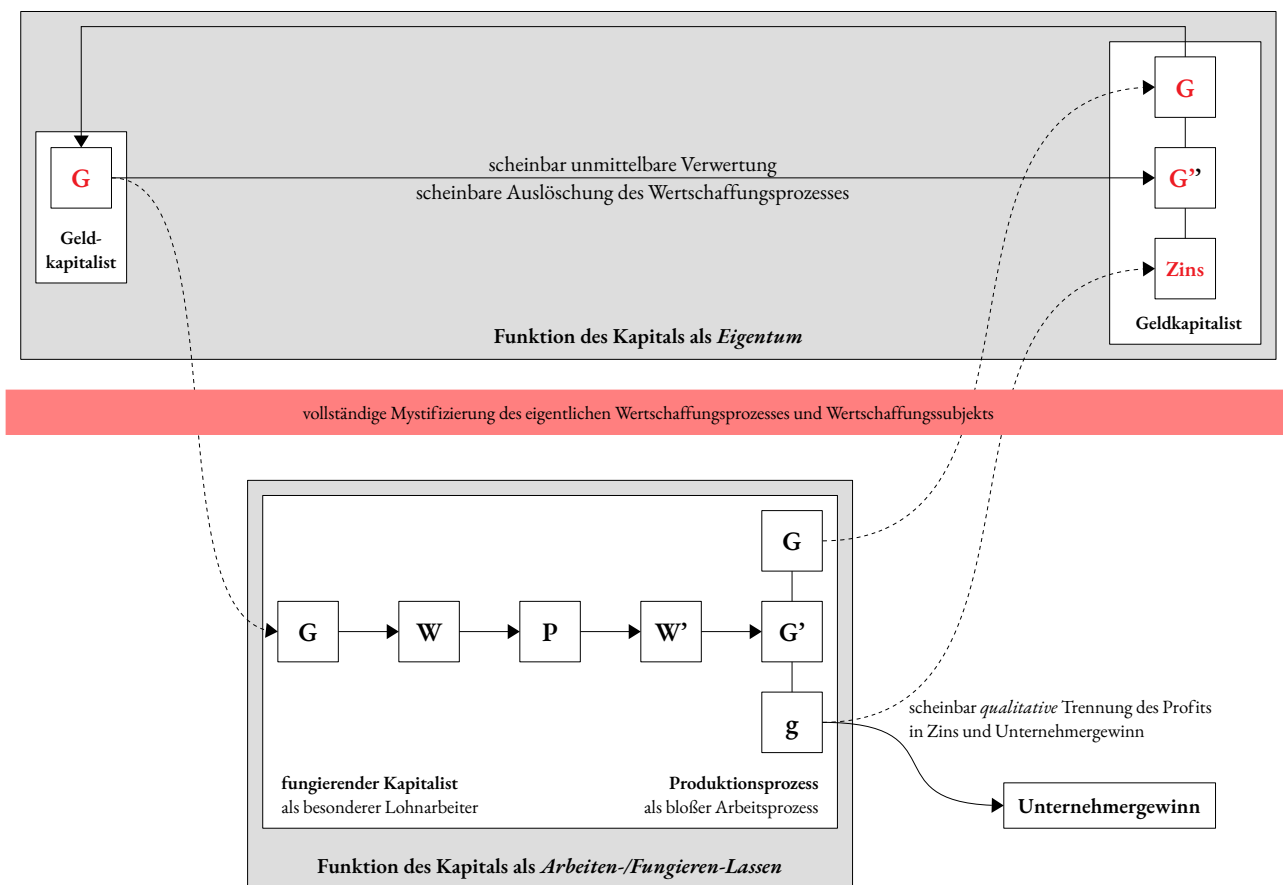 G
G
scheinbar unmittelbare Verwertung
G’’
scheinbare Auslöschung des Wertschaffungsprozesses
Geld-
kapitalist
Zins
Geldkapitalist
Funktion des Kapitals als Eigentum
vollständige Mystifizierung des eigentlichen Wertschaffungsprozesses und Wertschaffungssubjekts
G
G
W
P
W’
G’
g
scheinbar qualitative Trennung des Profits
in Zins und Unternehmergewinn
fungierender Kapitalist
als besonderer Lohnarbeiter
Produktionsprozess
als bloßer Arbeitsprozess
Unternehmergewinn
Funktion des Kapitals als Arbeiten-/Fungieren-Lassen